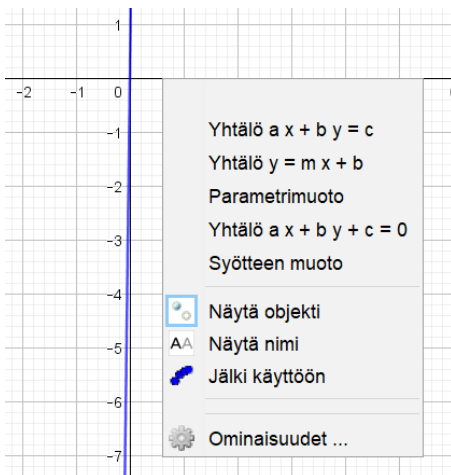 1
-2 -1 0
-1
-2
-3
-4
-5
-6
-7
Yhtälö a x + b y = c
Yhtälö y = m x + b
Parametrimuoto
Yhtälö a x + b y + c = 0
Syötteen muoto
Näytä objekti
AA Näytä nimi
Jälki käyttöön
Ominaisuudet ...